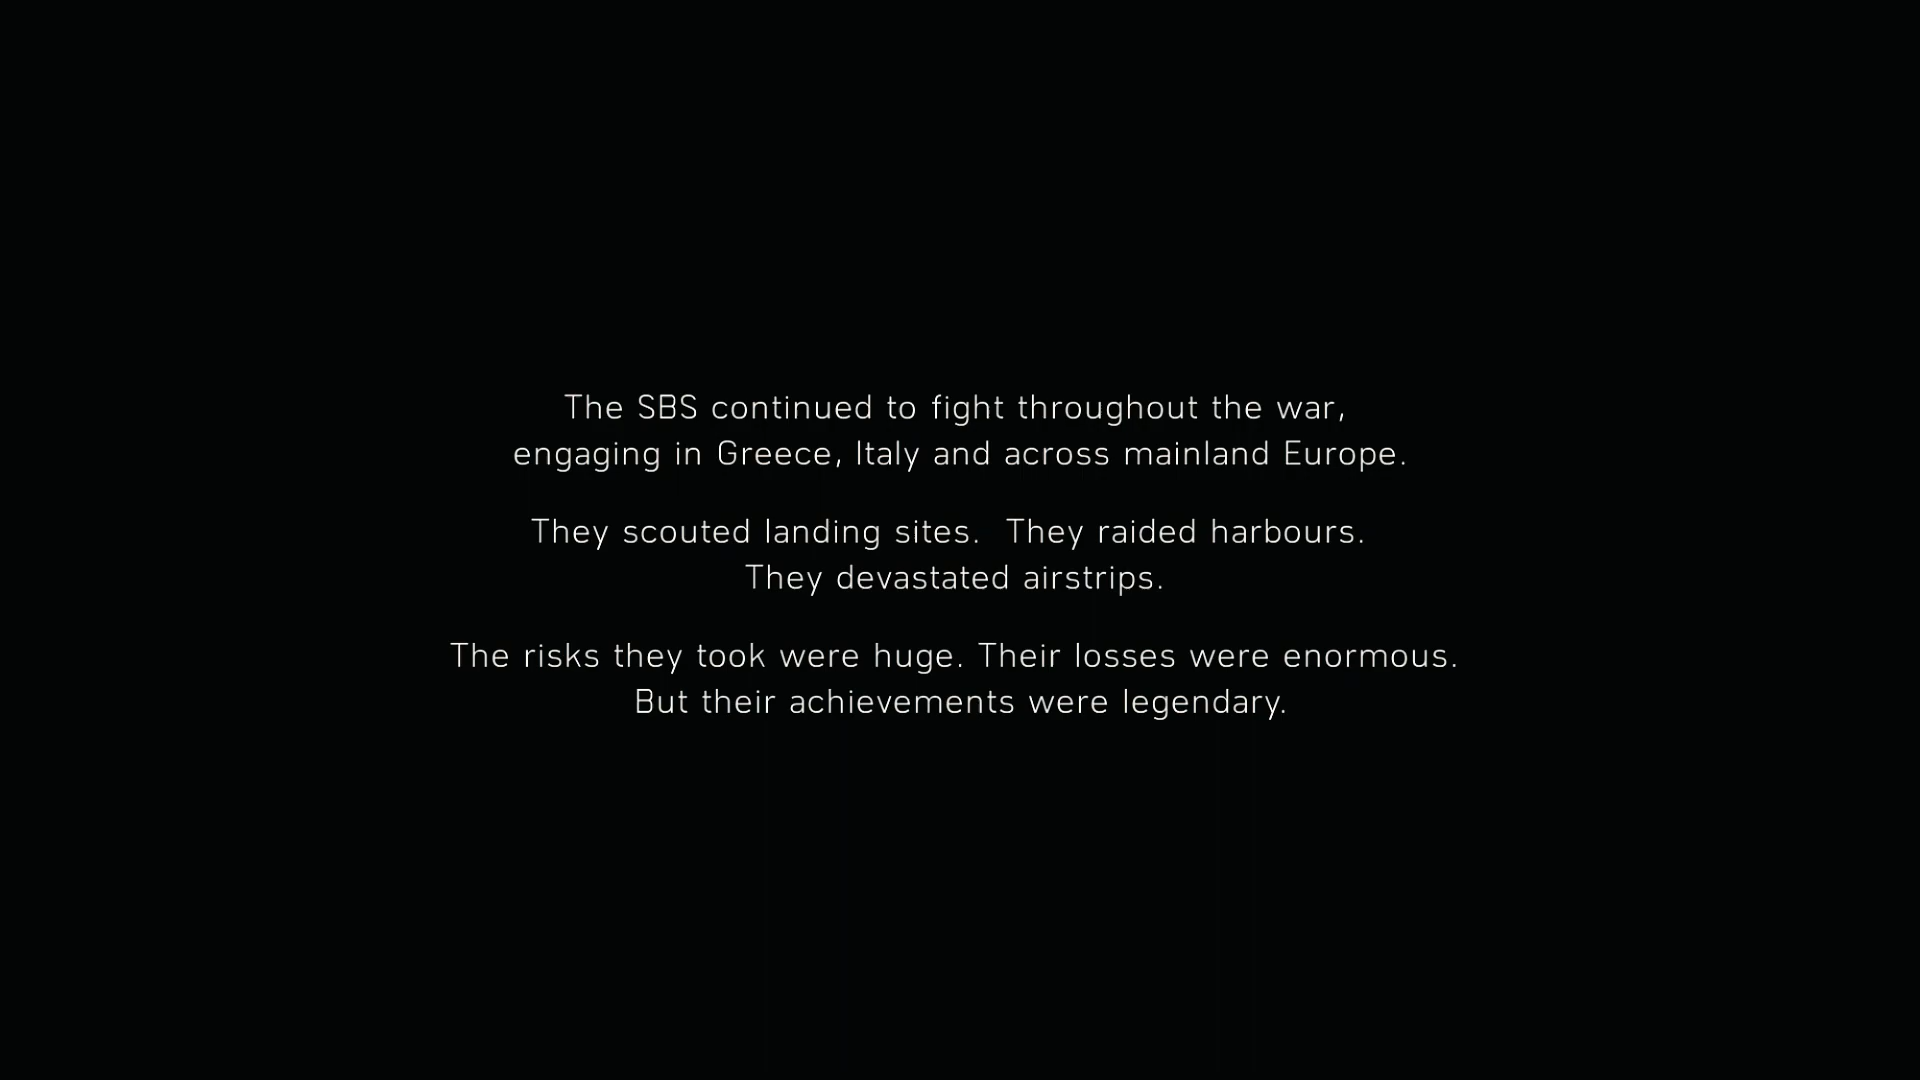 The SBS continued to fight throughout the war,
engaging in Greece, Italy and across mainland Europe.
They scouted landing sites.  They raided harbours.
They devastated airstrips.
The risks they took were huge. Their losses were enormous.
But their achievements were legendary.